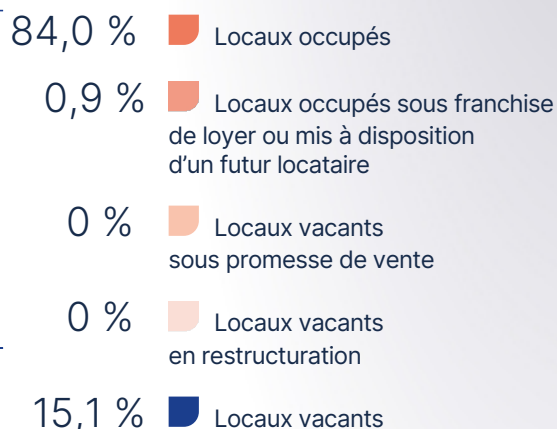 84,0 % Locaux occupés
0,9 % Locaux occupés sous franchise
de loyer ou mis à disposition
d'un futur locataire
0 % Locaux vacants
sous promesse de vente
0 % Locaux vacants
en restructuration
15,1 % Locaux vacants